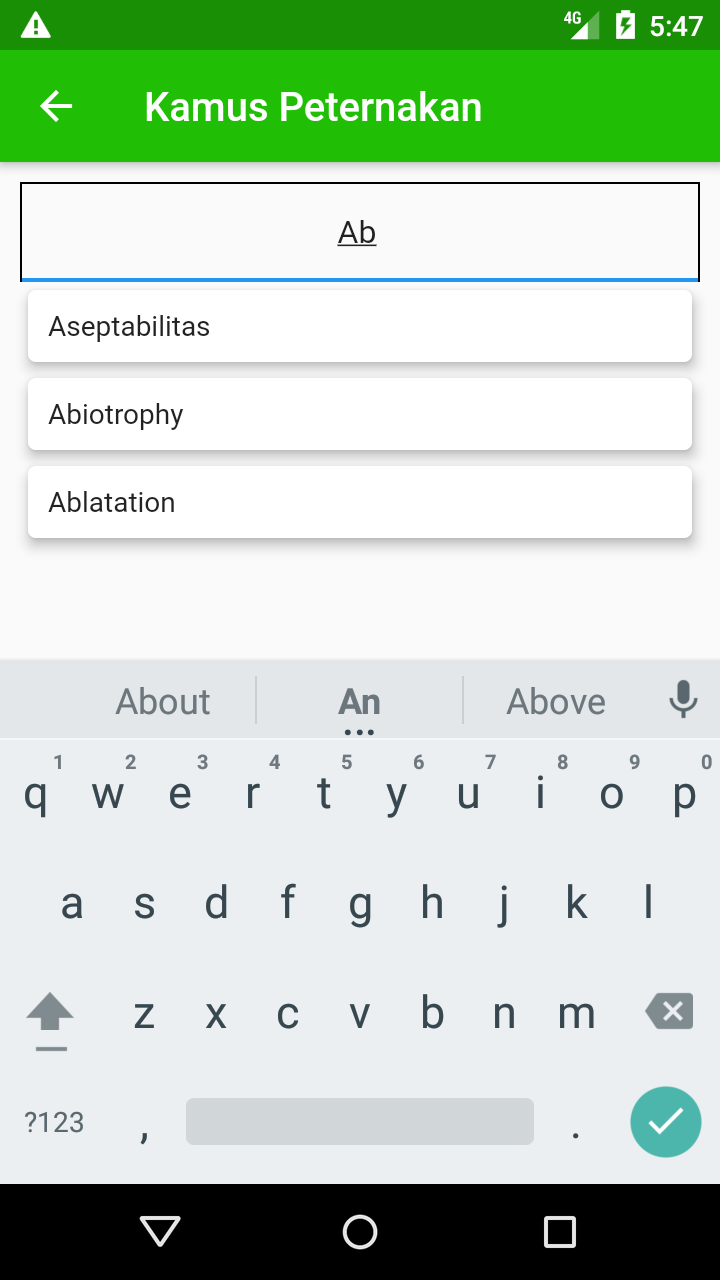 4G 5:47
Kamus Peternakan
Ab
Aseptabilitas
Abiotrophy
Ablatation
About An Above
1 2 3 4 5 6 7 8 9 0
q w e r t y u i o p
a s d f g h j k l
z x c v b n m
?123 , .